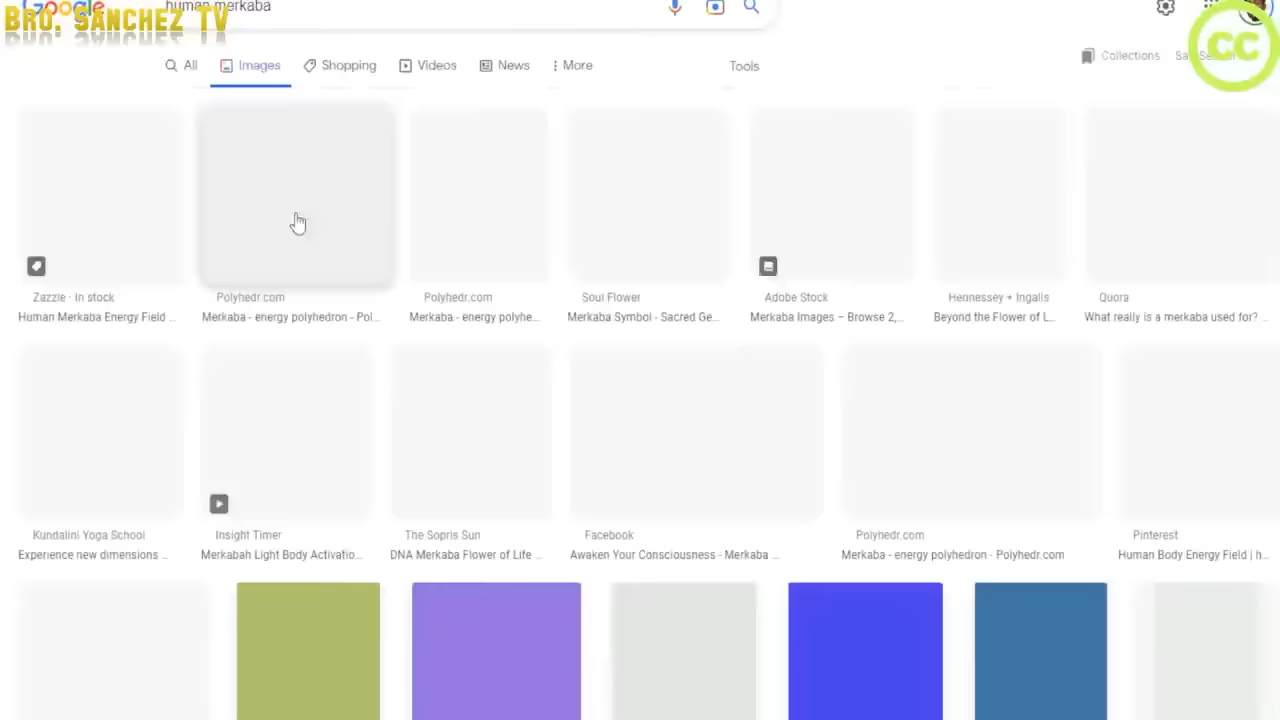 BRO. SANCHEZ TV
Google
human merkaba
All
Images
Shopping
Videos
News
More
Tools
Collections
CC
Zazzle · In stock
Human Merkaba Energy Field ...
Polyhedr.com
Merkaba - energy polyhedron - Pol...
Polyhedr.com
Merkaba - energy polyhe...
Soul Flower
Merkaba Symbol - Sacred Ge...
Adobe Stock
Merkaba Images – Browse 2,...
Hennessey + Ingalls
Beyond the Flower of L...
Quora
What really is a merkaba used for? ...
Kundalini Yoga School
Experience new dimensions ...
Insight Timer
Merkabah Light Body Activatio...
The Sopris Sun
DNA Merkaba Flower of Life ...
Facebook
Awaken Your Consciousness - Merkaba ...
Polyhedr.com
Merkaba - energy polyhedron - Polyhedr.com
Pinterest
Human Body Energy Field | h...